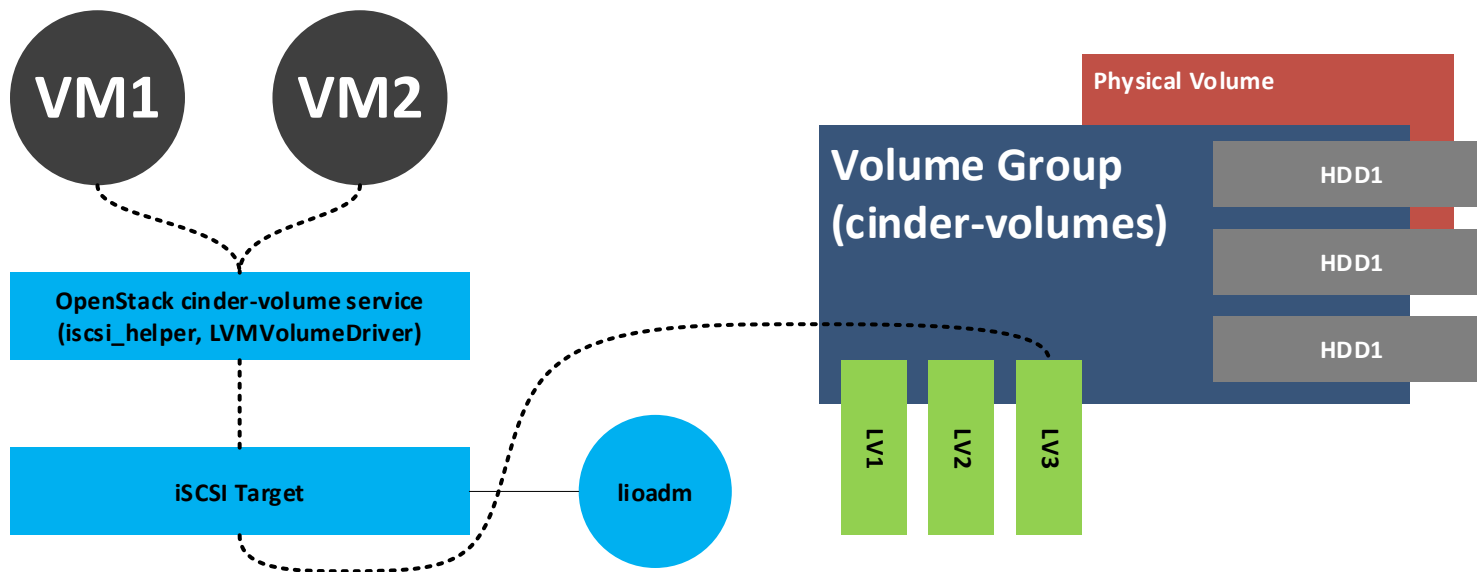 VM1
VM2
OpenStack cinder-volume service
(iscsi_helper, LVMVolumeDriver)
iSCSI Target
lioadm
Physical Volume
Volume Group
(cinder-volumes)
HDD1
HDD1
HDD1
LV1
LV2
LV3